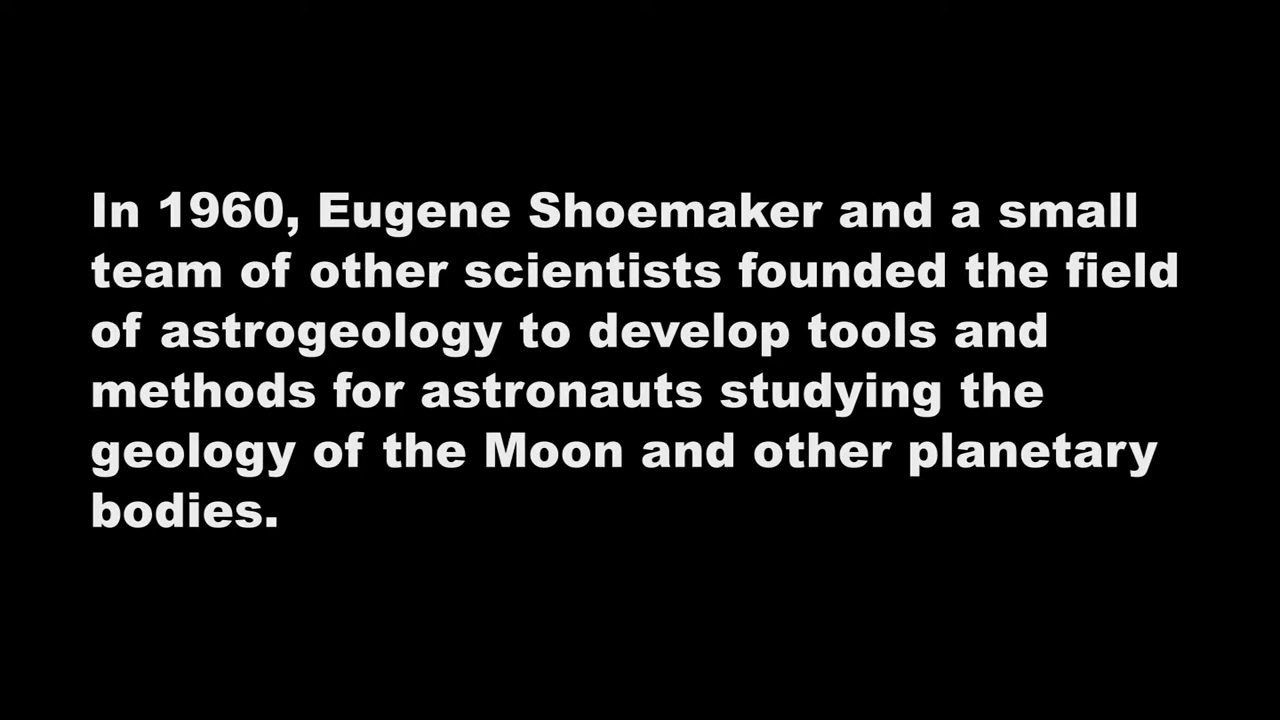 In 1960, Eugene Shoemaker and a small
team of other scientists founded the field
of astrogeology to develop tools and
methods for astronauts studying the
geology of the Moon and other planetary
bodies.